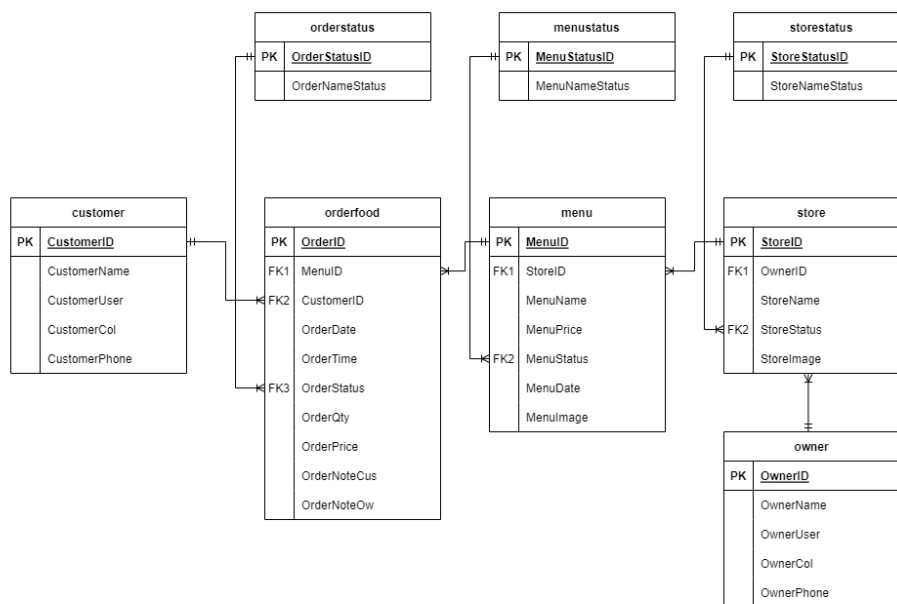 orderstatus
PK OrderStatusID
OrderNameStatus
menustatus
PK MenuStatusID
MenuNameStatus
storestatus
PK StoreStatusID
StoreNameStatus
customer
PK CustomerID
CustomerName
CustomerUser
CustomerCol
CustomerPhone
orderfood
PK OrderID
FK1 MenuID
FK2 CustomerID
OrderDate
OrderTime
FK3 OrderStatus
OrderQty
OrderPrice
OrderNoteCus
OrderNoteOw
menu
PK MenuID
FK1 StoreID
MenuName
MenuPrice
FK2 MenuStatus
MenuDate
MenuImage
store
PK StoreID
FK1 OwnerID
StoreName
FK2 StoreStatus
StoreImage
owner
PK OwnerID
OwnerName
OwnerUser
OwnerCol
OwnerPhone